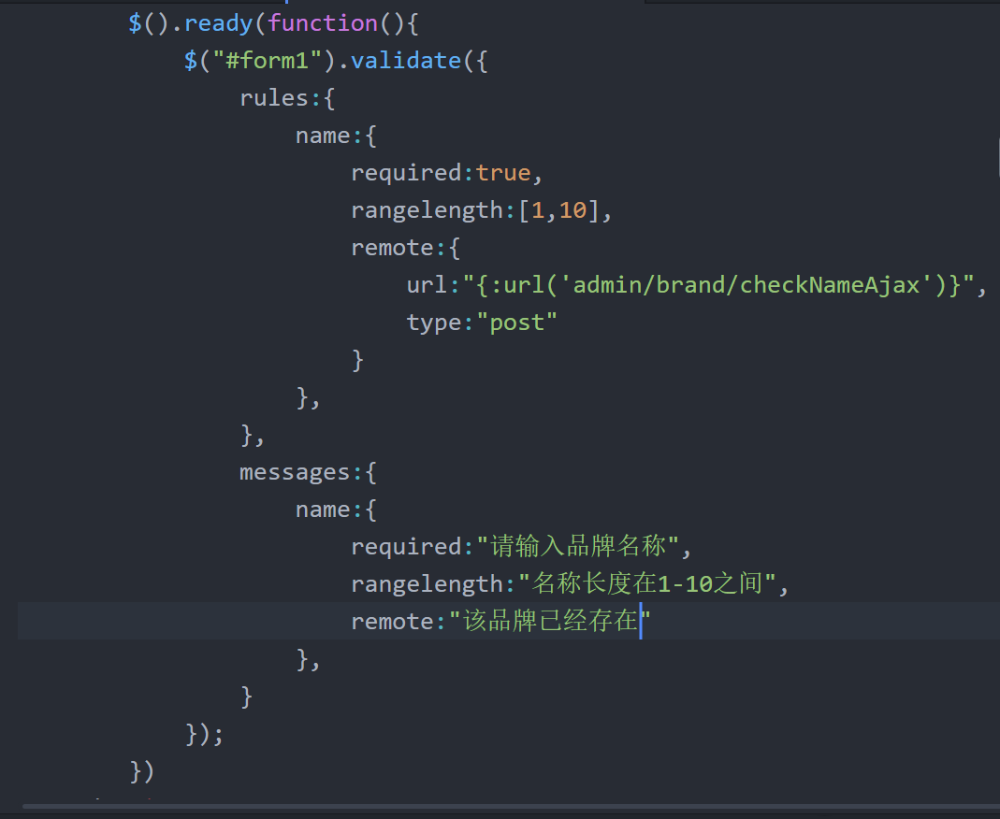 $().ready(function(){
$("#form1").validate({
rules:{
name:{
required:true,
rangelength:[1,10],
remote:{
url:"{:url('admin/brand/checkNameAjax')}",
type:"post"
}
},
},
messages:{
name:{
required:"请输入品牌名称",
rangelength:"名称长度在1-10之间",
remote:"该品牌已经存在"
},
}
});
})